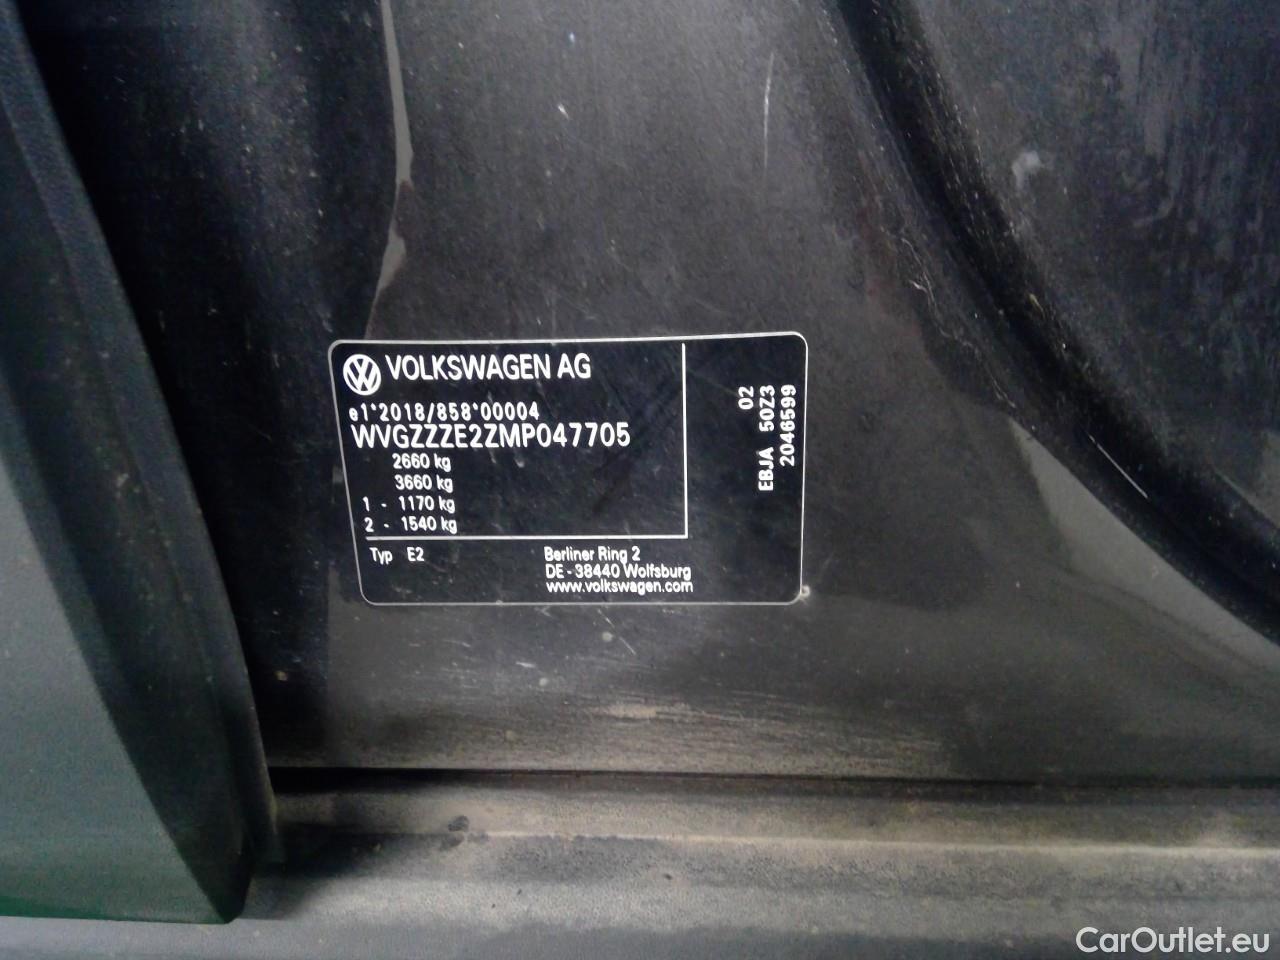 VOLKSWAGEN AG
e1*2018/858*00004
WVGZZZE2ZMP047705
2660 kg
3660 kg
1 - 1170 kg
2 - 1540 kg
Typ E2
Berliner Ring 2
DE - 38440 Wolfsburg
www.volkswagen.com
02
EBJA 50Z3
2046599
CarOutlet.eu